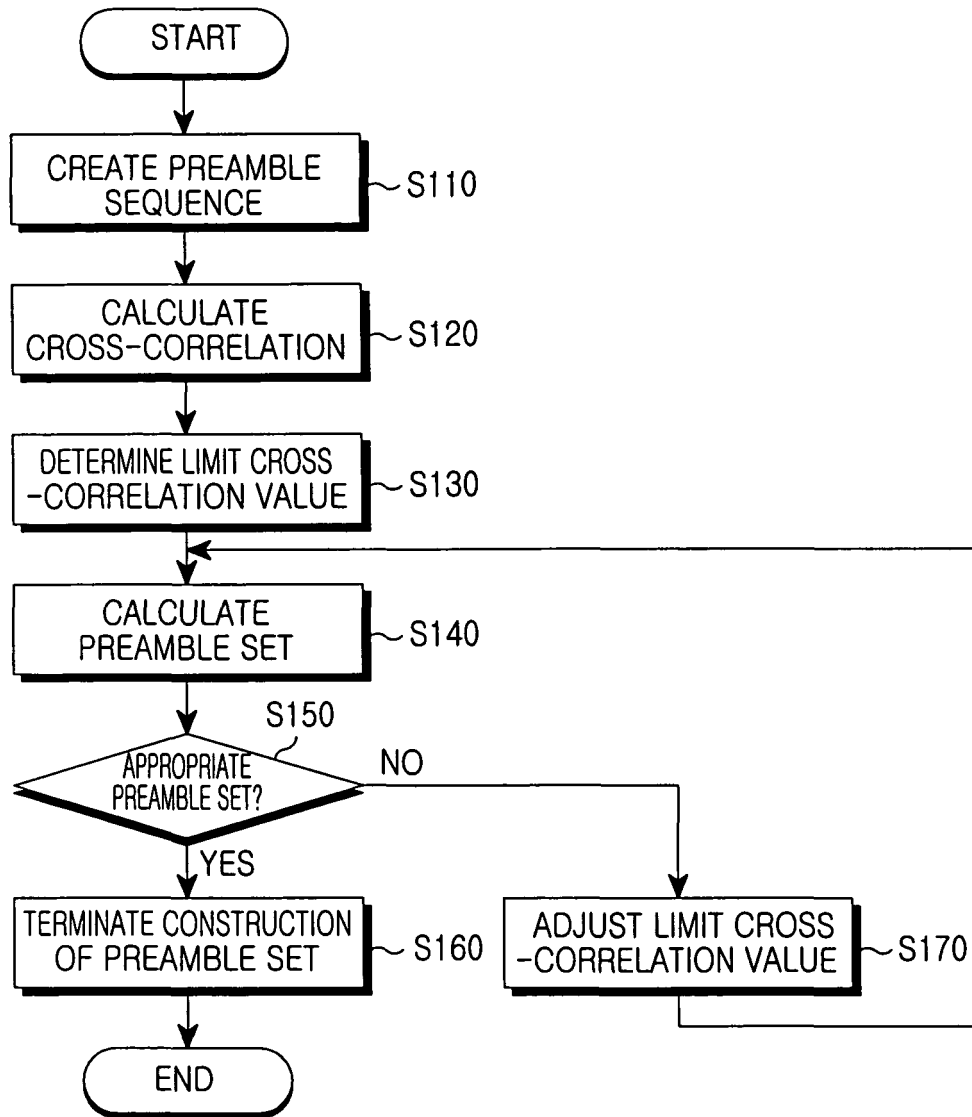 START
CREATE PREAMBLE
SEQUENCE
S110
CALCULATE
CROSS-CORRELATION
S120
DETERMINE LIMIT CROSS
-CORRELATION VALUE
S130
CALCULATE
PREAMBLE SET
S140
S150
APPROPRIATE
PREAMBLE SET?
NO
YES
TERMINATE CONSTRUCTION
OF PREAMBLE SET
S160
ADJUST LIMIT CROSS
-CORRELATION VALUE
S170
END